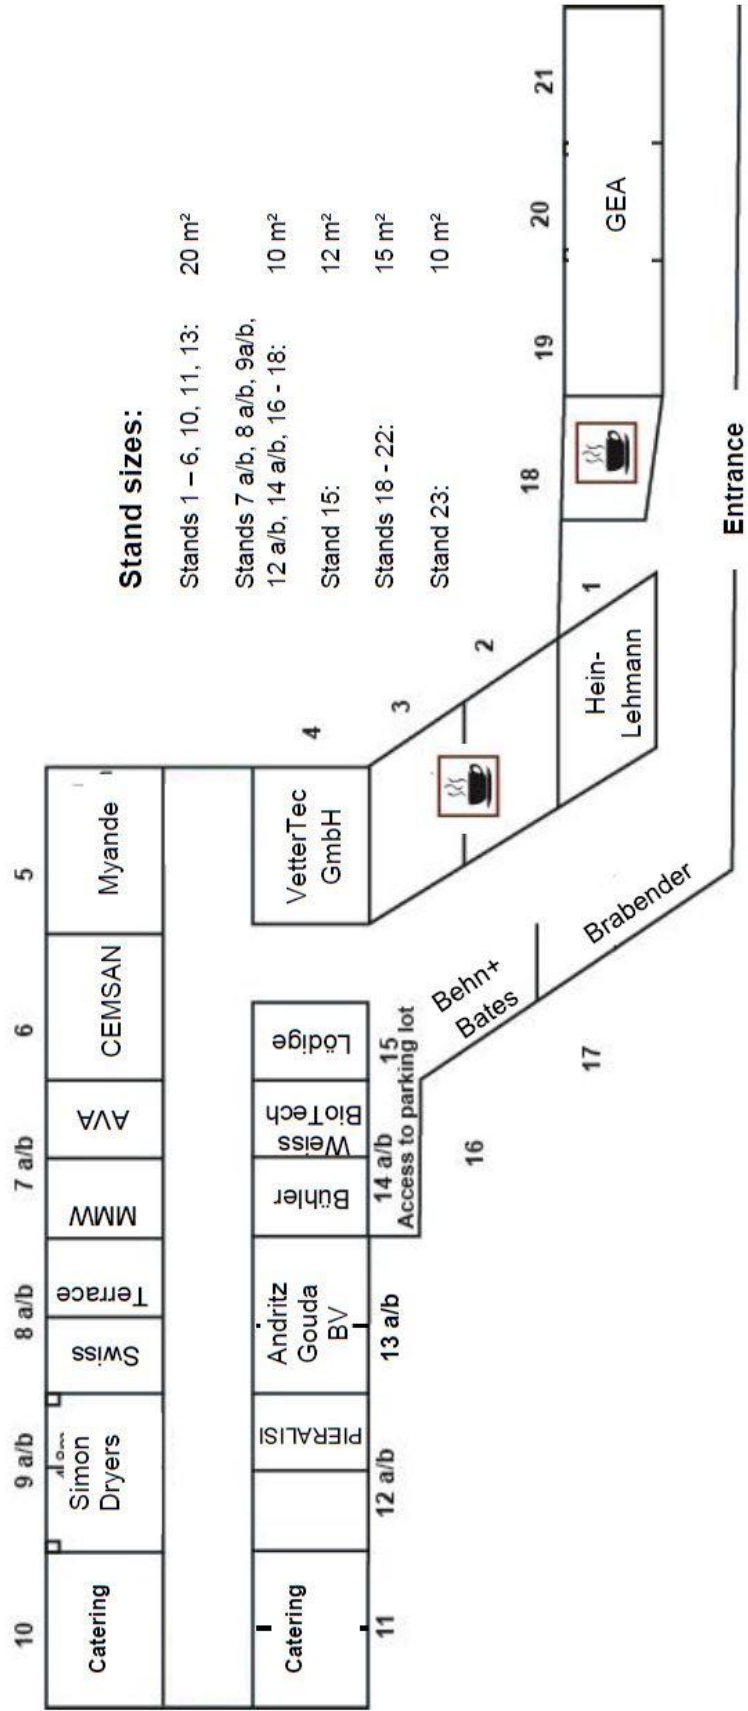 10
9 a/b
8 a/b
7 a/b
6
5
Catering
Simon
Dryers
Swiss
Terrace
MMW
AVA
CEMSAN
Myande
Stand sizes:
Stands 1 – 6, 10, 11, 13: 20 m²
Stands 7 a/b, 8 a/b, 9a/b,
12 a/b, 14 a/b, 16 - 18: 10 m²
Stand 15: 12 m²
Stands 18 - 22: 15 m²
Stand 23: 10 m²
Catering
PIERALISI
Andritz
Gouda
BV
Bühler
Weiss
BioTech
Lödige
VetterTec
GmbH
4
11
12 a/b
13 a/b
14 a/b
15
Access to parking lot
3
2
16
Behn+
Bates
17
Brabender
Hein-
Lehmann
1
18
19
20
21
GEA
Entrance